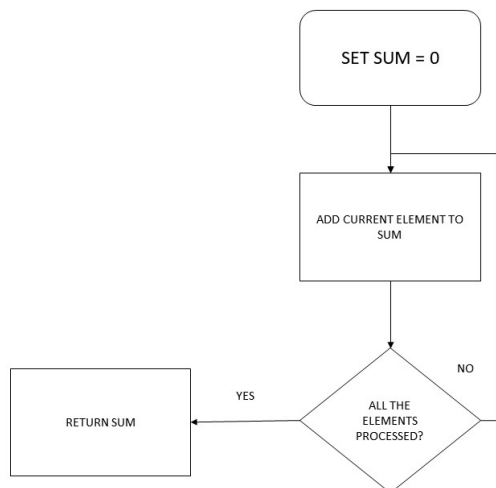 SET SUM = 0
ADD CURRENT ELEMENT TO
SUM
NO
YES
ALL THE
ELEMENTS
PROCESSED?
RETURN SUM